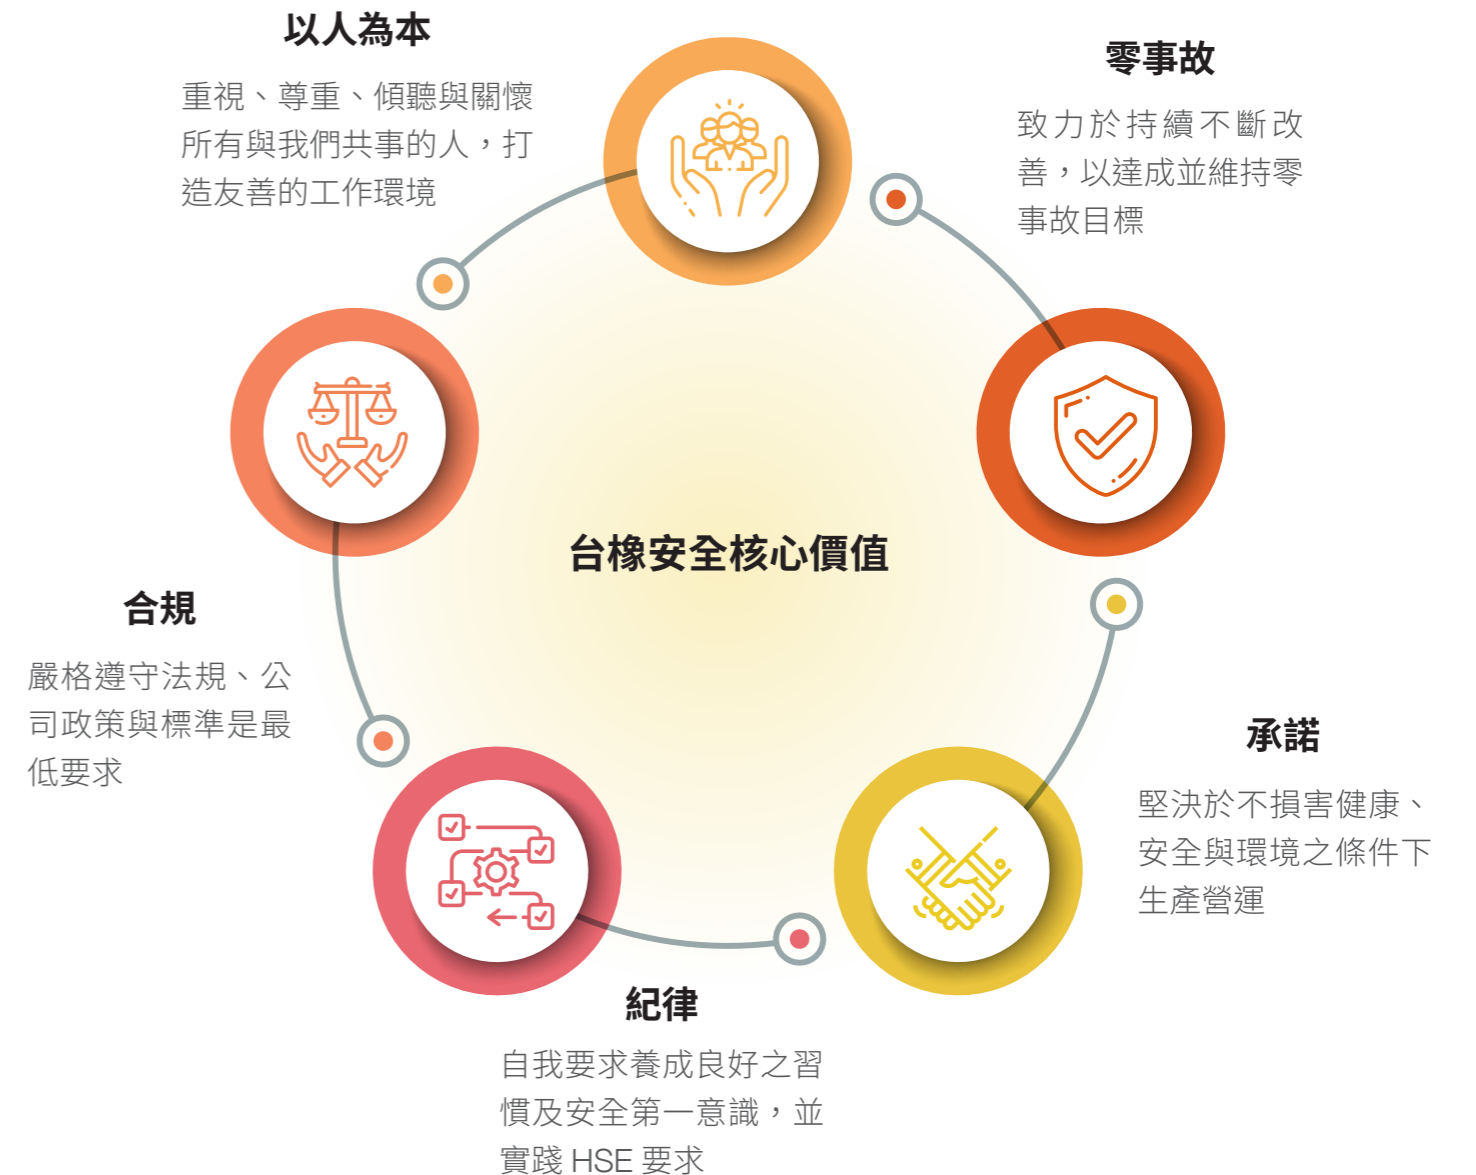 以人為本
重視、尊重、傾聽與關懷
所有與我們共事的人，打
造友善的工作環境
零事故
致力於持續不斷改
善，以達成並維持零
事故目標
台橡安全核心價值
合規
嚴格遵守法規、公
司政策與標準是最
低要求
承諾
堅決於不損害健康、
安全與環境之條件下
生產營運
紀律
自我要求養成良好之習
慣及安全第一意識，並
實踐 HSE 要求